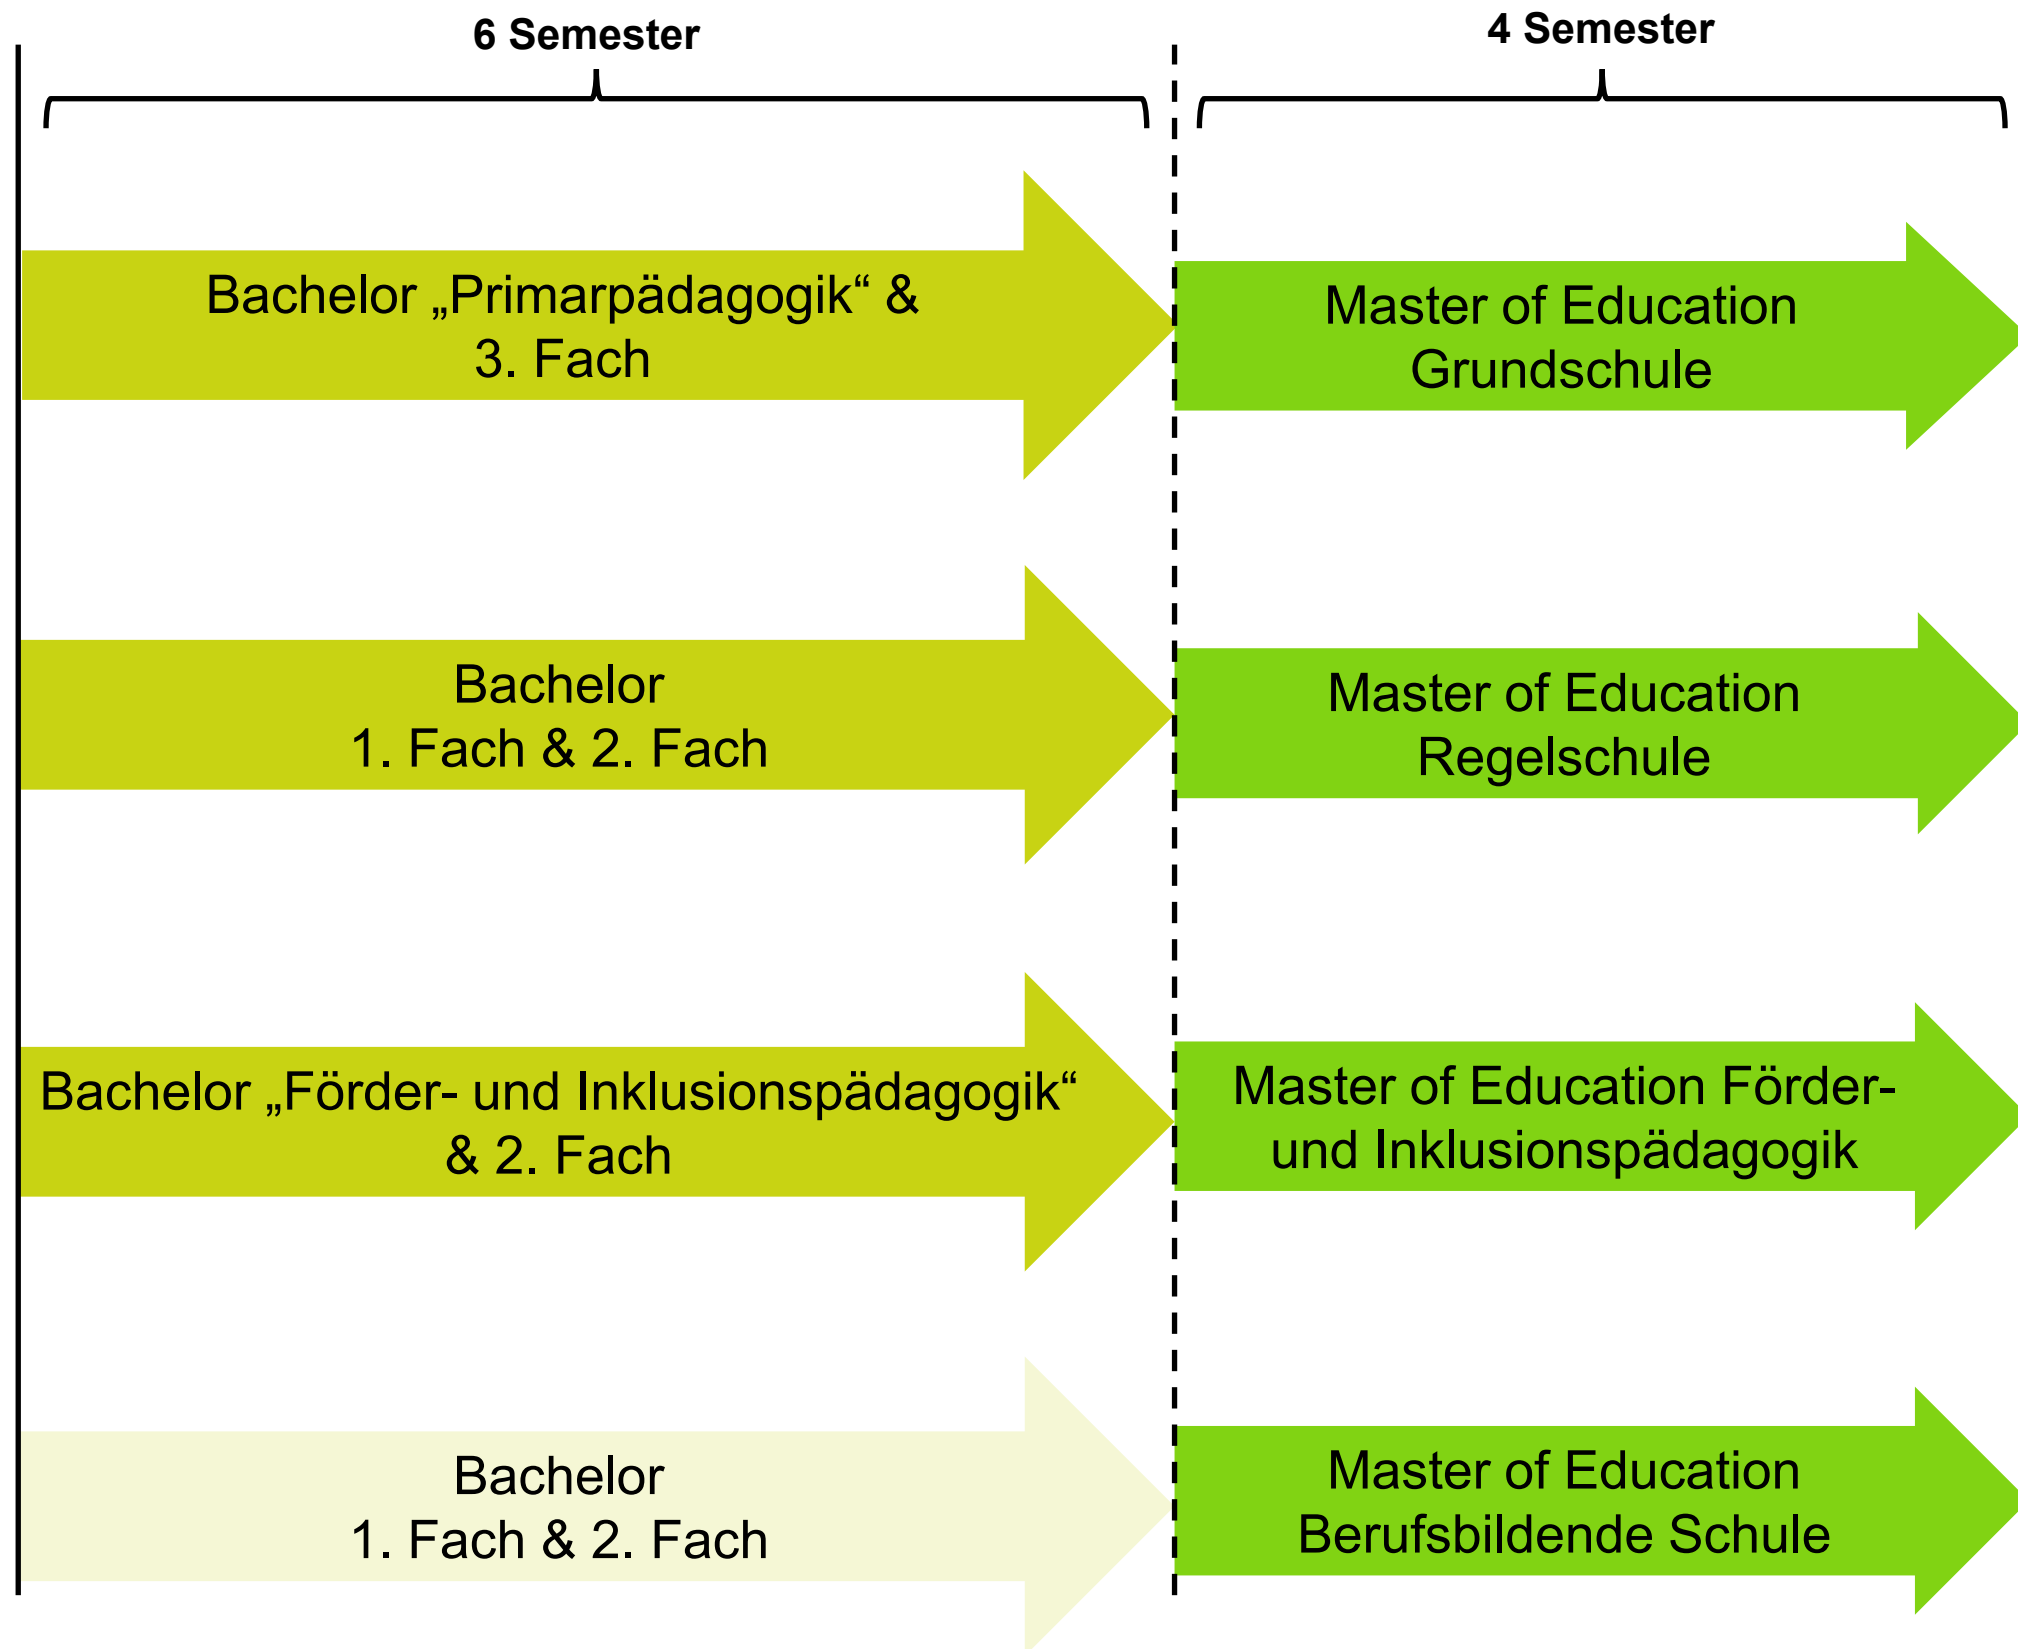 6 Semester
4 Semester
Bachelor „Primarpädagogik“ &
3. Fach
Master of Education
Grundschule
Bachelor
1. Fach & 2. Fach
Master of Education
Regelschule
Bachelor „Förder- und Inklusionspädagogik“
& 2. Fach
Master of Education Förder-
und Inklusionspädagogik
Bachelor
1. Fach & 2. Fach
Master of Education
Berufsbildende Schule